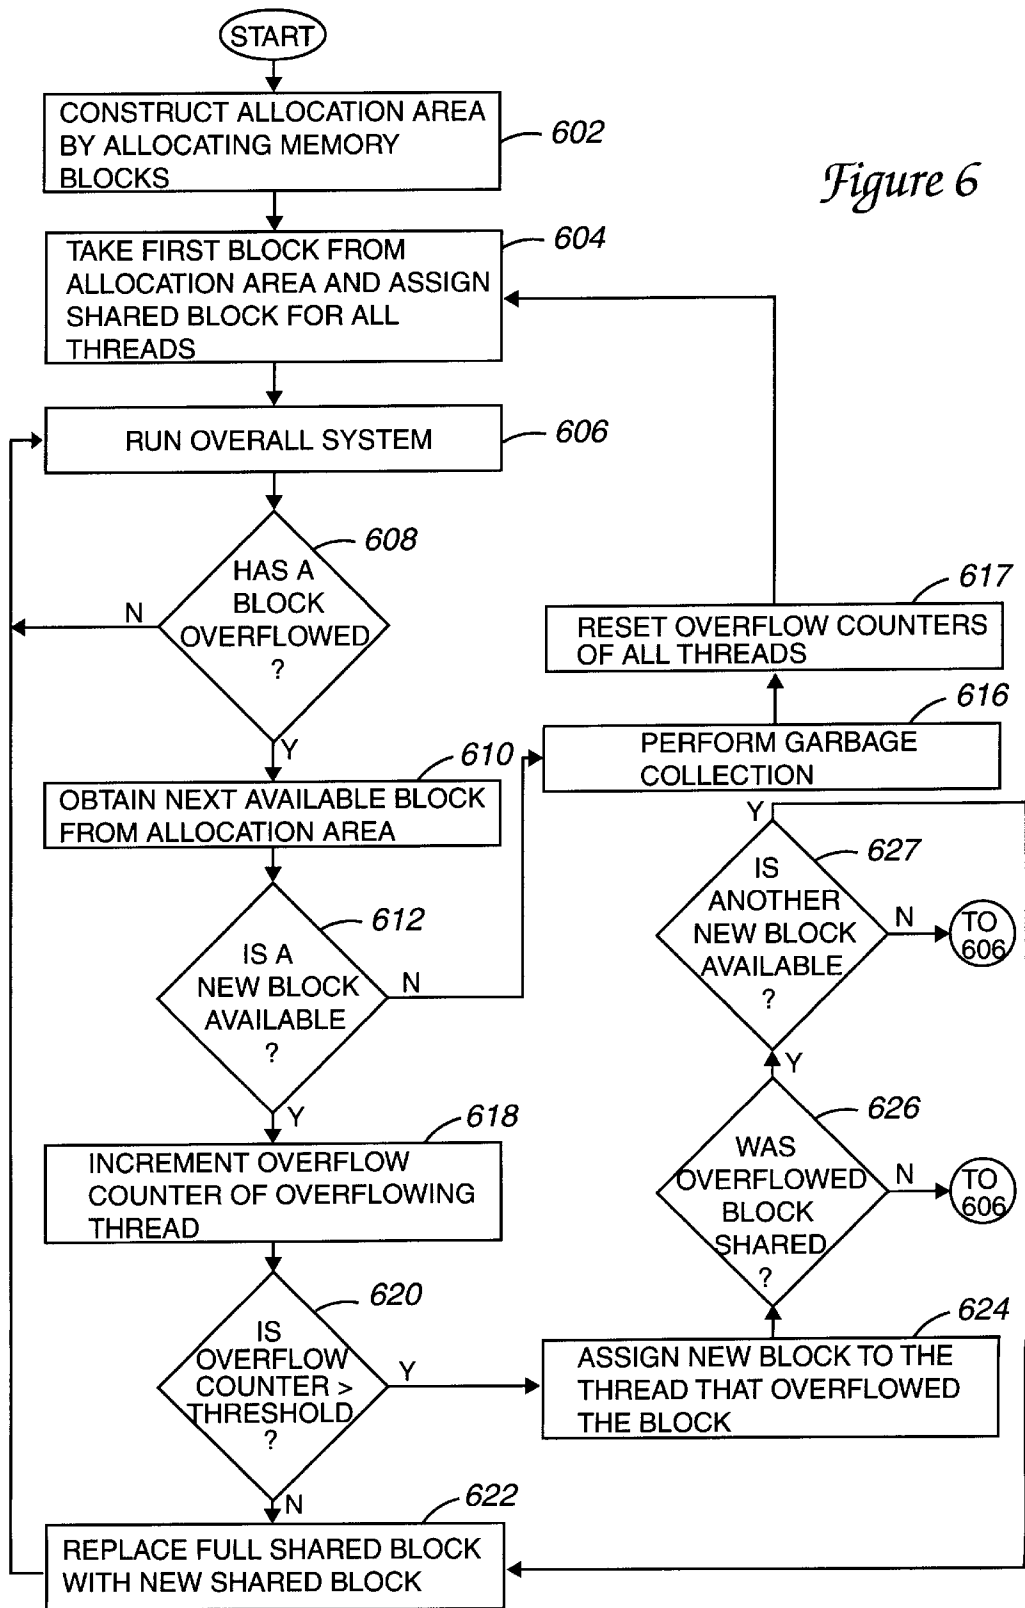 START
CONSTRUCT ALLOCATION AREA
BY ALLOCATING MEMORY
BLOCKS
602
Figure 6
TAKE FIRST BLOCK FROM
ALLOCATION AREA AND ASSIGN
SHARED BLOCK FOR ALL
THREADS
604
RUN OVERALL SYSTEM
606
HAS A
BLOCK
OVERFLOWED
?
608
N
Y
OBTAIN NEXT AVAILABLE BLOCK
FROM ALLOCATION AREA
610
IS A
NEW BLOCK
AVAILABLE
?
612
N
Y
RESET OVERFLOW COUNTERS
OF ALL THREADS
617
PERFORM GARBAGE
COLLECTION
616
INCREMENT OVERFLOW
COUNTER OF OVERFLOWING
THREAD
618
IS
OVERFLOW
COUNTER >
THRESHOLD
?
620
Y
N
REPLACE FULL SHARED BLOCK
WITH NEW SHARED BLOCK
622
ASSIGN NEW BLOCK TO THE
THREAD THAT OVERFLOWED
THE BLOCK
624
WAS
OVERFLOWED
BLOCK
SHARED
?
626
N
TO
606
Y
IS
ANOTHER
NEW BLOCK
AVAILABLE
?
627
N
TO
606
Y